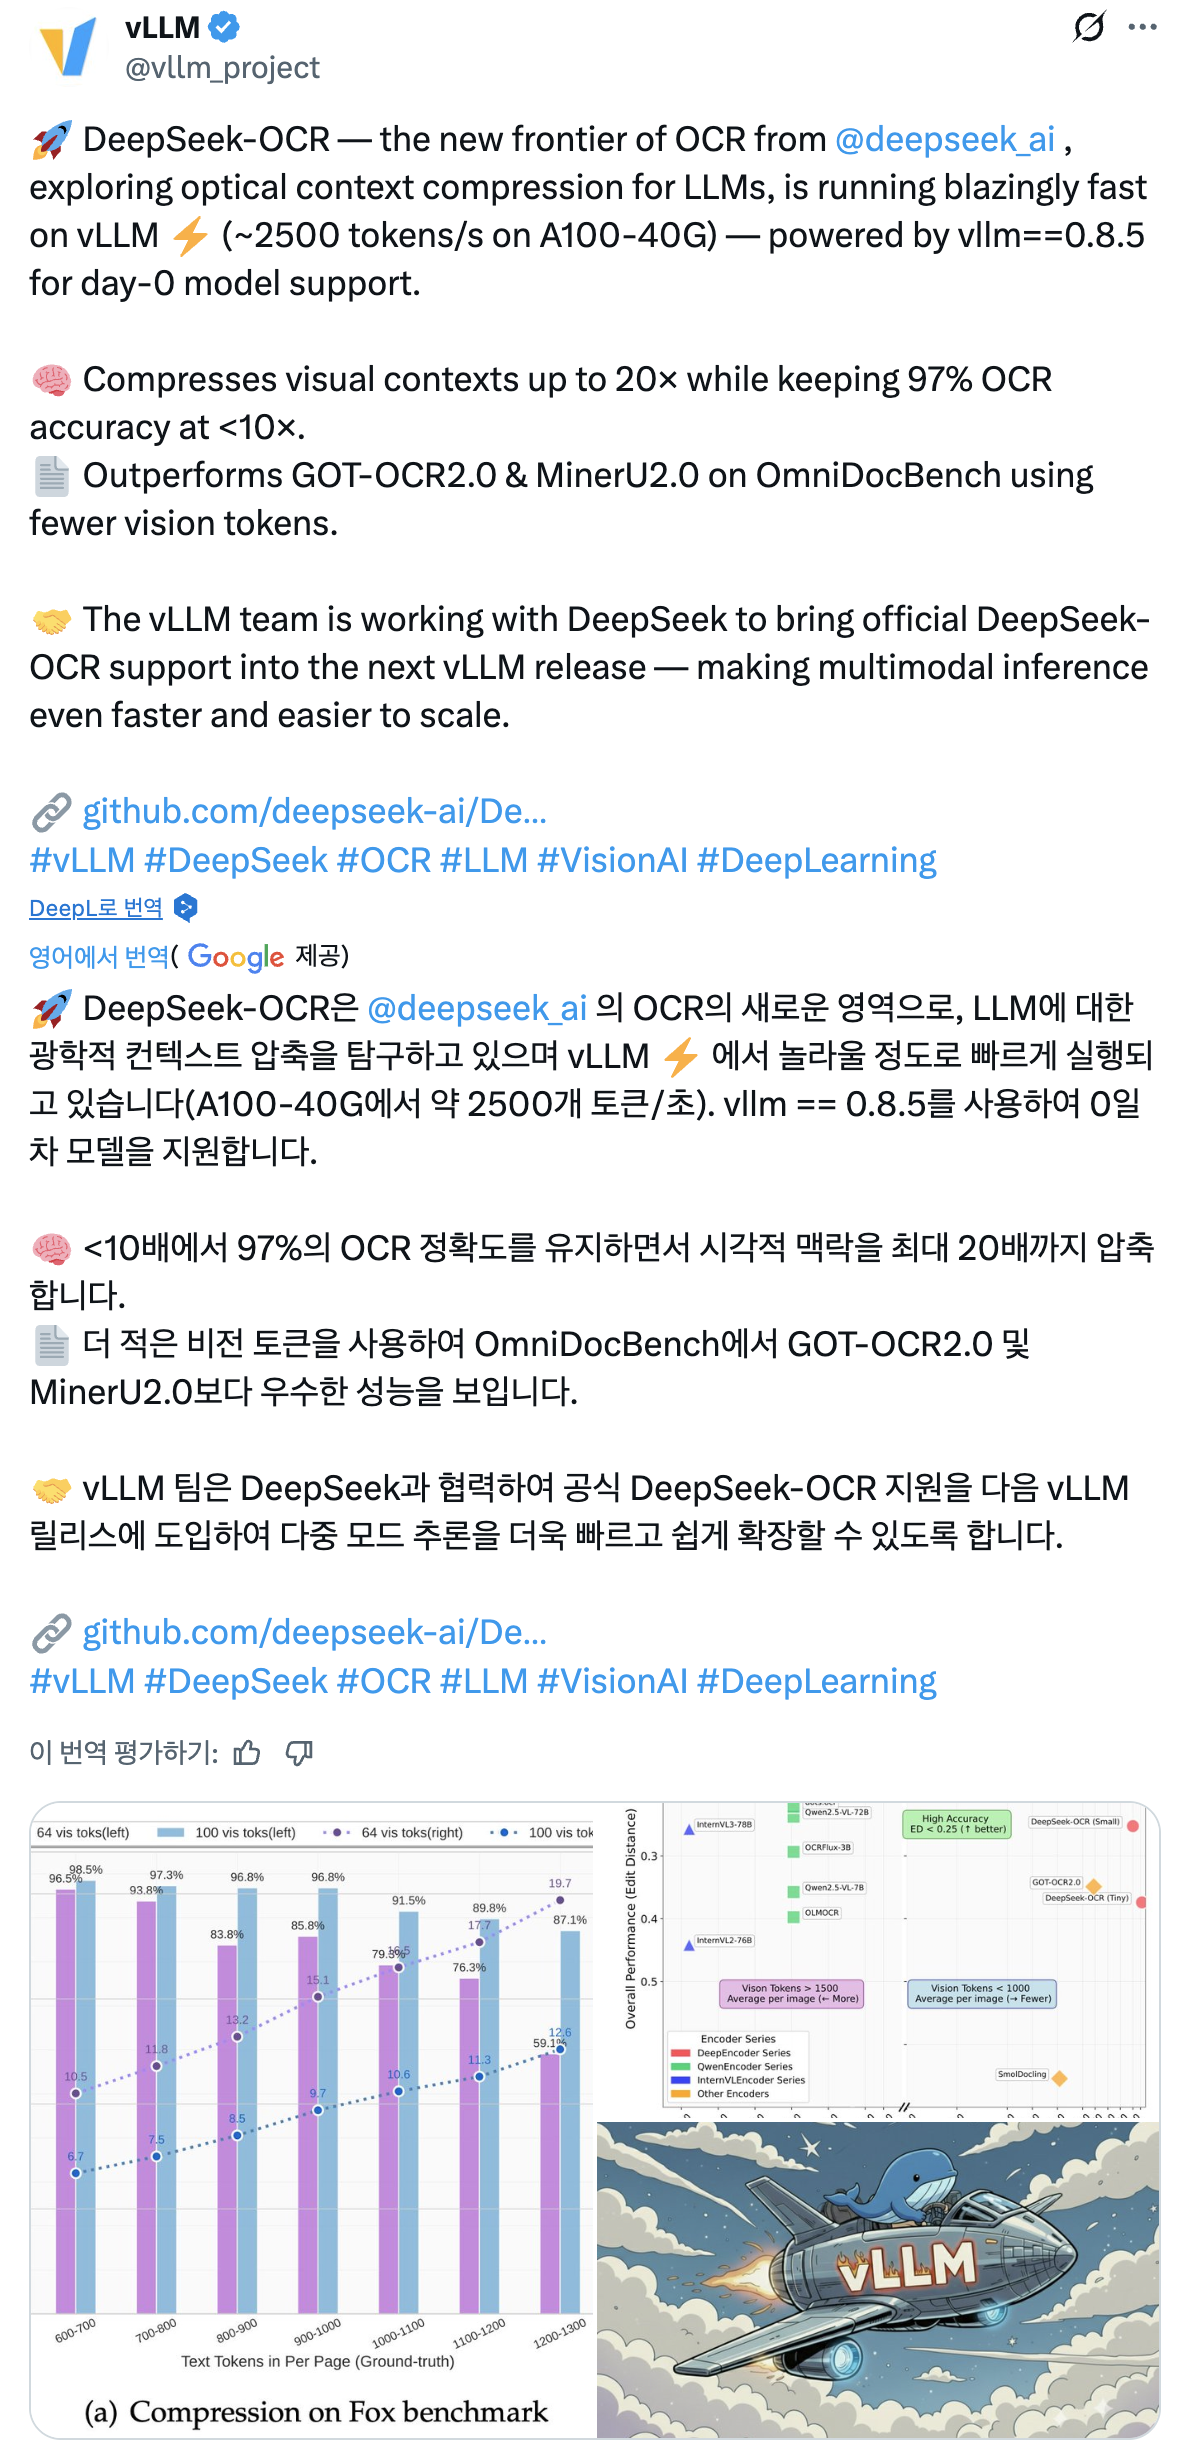 vLLM
@vllm_project
🚀 DeepSeek-OCR — the new frontier of OCR from @deepseek_ai ,
exploring optical context compression for LLMs, is running blazingly fast
on vLLM ⚡ (~2500 tokens/s on A100-40G) — powered by vllm==0.8.5
for day-0 model support.
🧠 Compresses visual contexts up to 20× while keeping 97% OCR
accuracy at <10×.
📄 Outperforms GOT-OCR2.0 & MinerU2.0 on OmniDocBench using
fewer vision tokens.
🤝 The vLLM team is working with DeepSeek to bring official DeepSeek-
OCR support into the next vLLM release — making multimodal inference
even faster and easier to scale.
🔗 github.com/deepseek-ai/De…
#vLLM #DeepSeek #OCR #LLM #VisionAI #DeepLearning
DeepL로 번역
영어에서 번역( Google 제공)
🚀 DeepSeek-OCR은 @deepseek_ai 의 OCR의 새로운 영역으로, LLM에 대한
광학적 컨텍스트 압축을 탐구하고 있으며 vLLM ⚡ 에서 놀라울 정도로 빠르게 실행되
고 있습니다(A100-40G에서 약 2500개 토큰/초). vllm == 0.8.5를 사용하여 0일
차 모델을 지원합니다.
🧠 <10배에서 97%의 OCR 정확도를 유지하면서 시각적 맥락을 최대 20배까지 압축
합니다.
📄 더 적은 비전 토큰을 사용하여 OmniDocBench에서 GOT-OCR2.0 및
MinerU2.0보다 우수한 성능을 보입니다.
🤝 vLLM 팀은 DeepSeek과 협력하여 공식 DeepSeek-OCR 지원을 다음 vLLM
릴리스에 도입하여 다중 모드 추론을 더욱 빠르고 쉽게 확장할 수 있도록 합니다.
🔗 github.com/deepseek-ai/De…
#vLLM #DeepSeek #OCR #LLM #VisionAI #DeepLearning
이 번역 평가하기:
64 vis toks(left) 100 vis toks(left) 64 vis toks(right) 100 vis tok
96.5% 98.5% 93.8% 97.3% 83.8% 96.8% 85.8% 96.8% 79.3% 91.5% 76.3% 89.8% 59.1% 87.1%
10.5 11.8 13.2 15.1 16.5 17.7 19.7
6.7 7.5 8.5 9.7 10.6 11.3 12.6
600-700 700-800 800-900 900-1000 1000-1100 1100-1200 1200-1300
Text Tokens in Per Page (Ground-truth)
(a) Compression on Fox benchmark
Overall Performance (Edit Distance)
0.3
0.4
0.5
InternVL3-78B
Qwen2.5-VL-72B
OCRFlux-3B
Qwen2.5-VL-7B
OLMOCR
InternVL2-76B
High Accuracy
ED < 0.25 (↑ better)
DeepSeek-OCR (Small)
GOT-OCR2.0
DeepSeek-OCR (Tiny)
Vison Tokens > 1500
Average per image (← More)
Vision Tokens < 1000
Average per image (→ Fewer)
Encoder Series
DeepEncoder Series
QwenEncoder Series
InternVLEncoder Series
Other Encoders
SmolDocling
vLLM